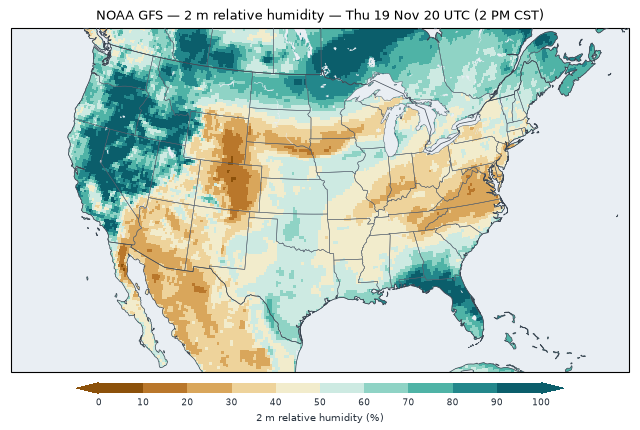 NOAA GFS — 2 m relative humidity — Thu 19 Nov 20 UTC (2 PM CST)
0 10 20 30 40 50 60 70 80 90 100
2 m relative humidity (%)